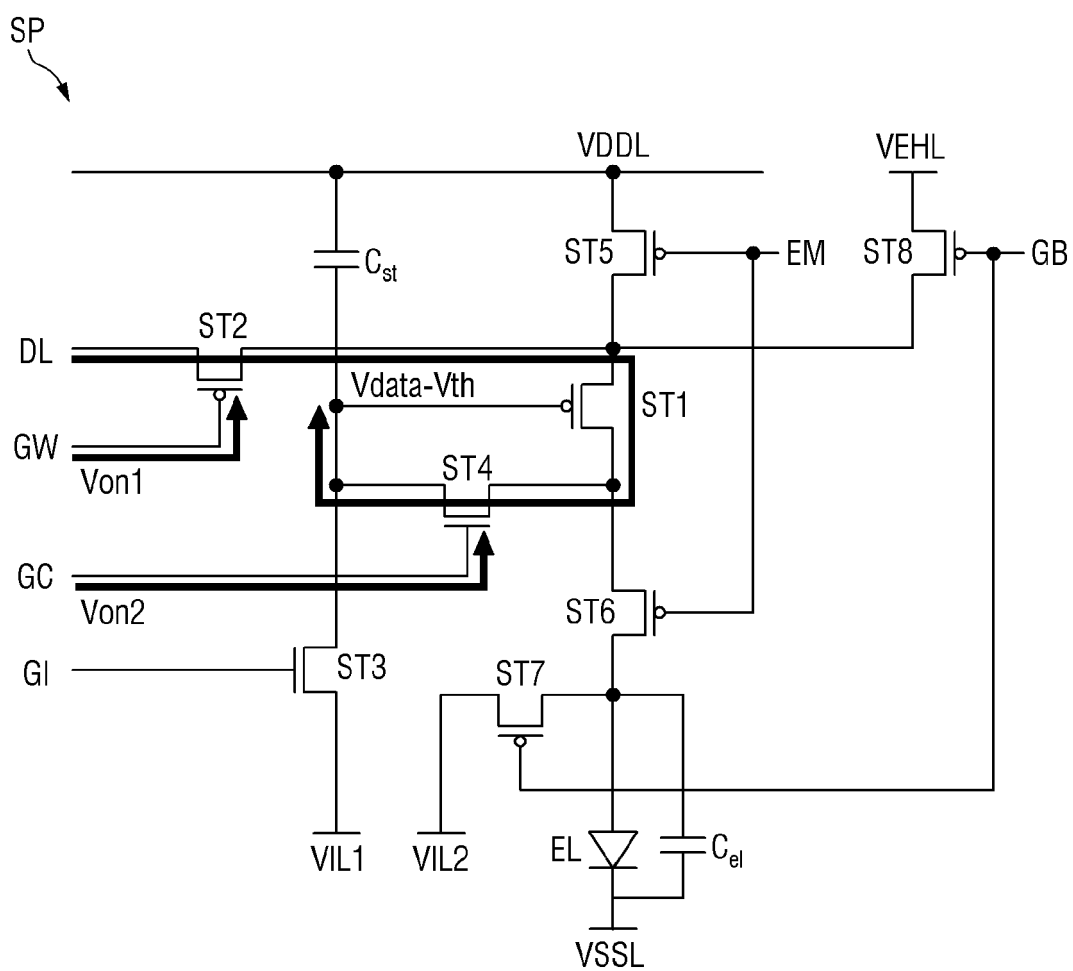 SP
VDDL
VEHL
ST5
EM
ST8
GB
Cst
ST2
DL
Vdata-Vth
ST1
GW
Von1
ST4
GC
Von2
ST6
GI
ST3
ST7
VIL1
VIL2
EL
Cel
VSSL